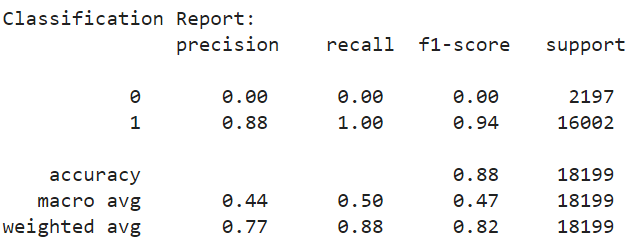 Classification Report:
precision recall f1-score support
0 0.00 0.00 0.00 2197
1 0.88 1.00 0.94 16002
accuracy 0.88 18199
macro avg 0.44 0.50 0.47 18199
weighted avg 0.77 0.88 0.82 18199